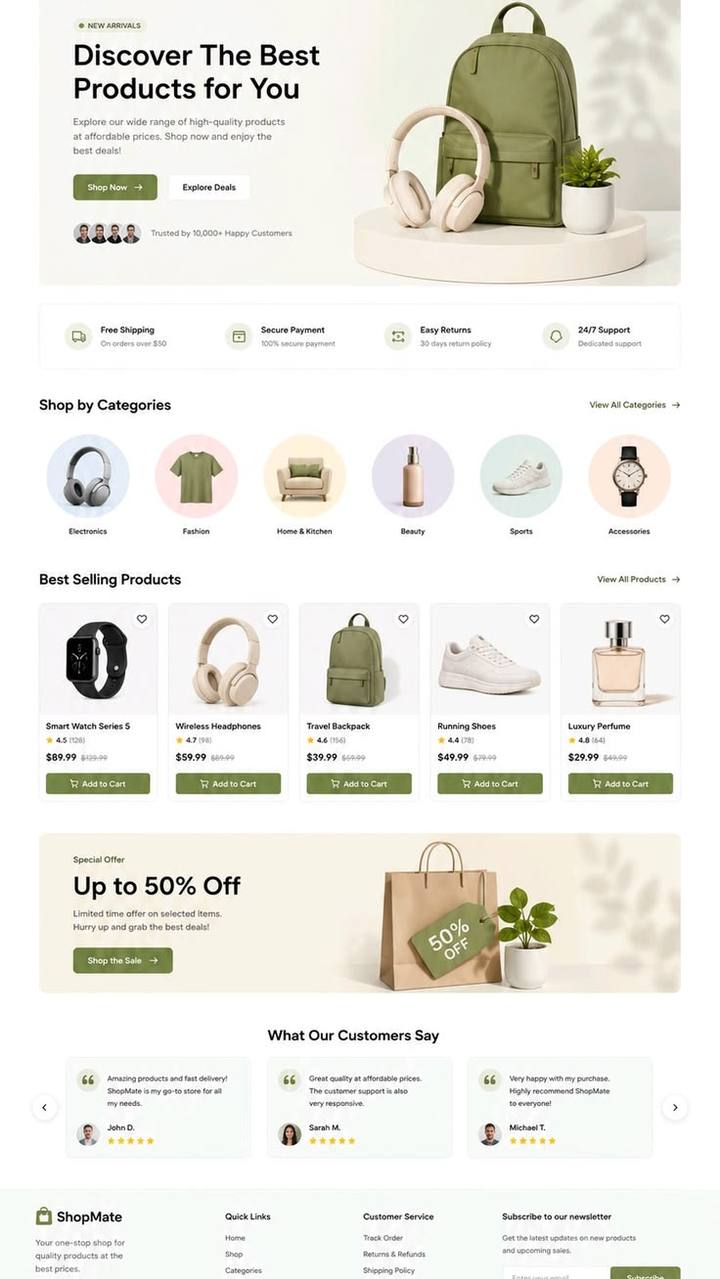 NEW ARRIVALS
Discover The Best
Products for You
Explore our wide range of high-quality products
at affordable prices. Shop now and enjoy the
best deals!
Shop Now
Explore Deals
Trusted by 10,000+ Happy Customers
Free Shipping
On orders over $50
Secure Payment
100% secure payment
Easy Returns
30 days return policy
24/7 Support
Dedicated support
Shop by Categories
View All Categories
Electronics
Fashion
Home & Kitchen
Beauty
Sports
Accessories
Best Selling Products
View All Products
Smart Watch Series 5
4.5 (128)
$89.99 $129.99
Add to Cart
Wireless Headphones
4.7 (98)
$59.99 $89.99
Add to Cart
Travel Backpack
4.6 (156)
$39.99 $59.99
Add to Cart
Running Shoes
4.4 (78)
$49.99 $79.99
Add to Cart
Luxury Perfume
4.8 (64)
$29.99 $49.99
Add to Cart
Special Offer
Up to 50% Off
Limited time offer on selected items.
Hurry up and grab the best deals!
Shop the Sale
50%
OFF
What Our Customers Say
Amazing products and fast delivery!
ShopMate is my go-to store for all
my needs.
John D.
Great quality at affordable prices.
The customer support is also
very responsive.
Sarah M.
Very happy with my purchase.
Highly recommend ShopMate
to everyone!
Michael T.
ShopMate
Your one-stop shop for
quality products at the
best prices.
Quick Links
Home
Shop
Categories
Customer Service
Track Order
Returns & Refunds
Shipping Policy
Subscribe to our newsletter
Get the latest updates on new products
and upcoming sales.
Enter your email
Subscribe